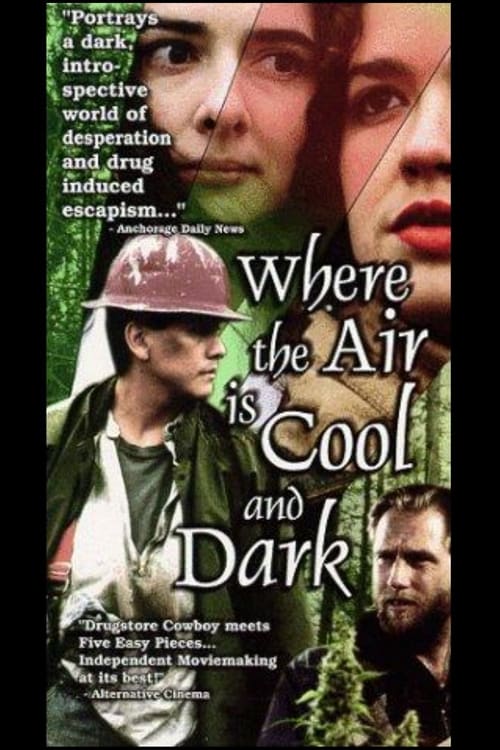 "Portrays
a dark,
intro-
spective
world of
desperation
and drug
induced
escapism..."
- Anchorage Daily News
Where
the Air
is
Cool
and
Dark
"Drugstore Cowboy meets
Five Easy Pieces...
Independent Moviemaking
at its best!"
- Alternative Cinema